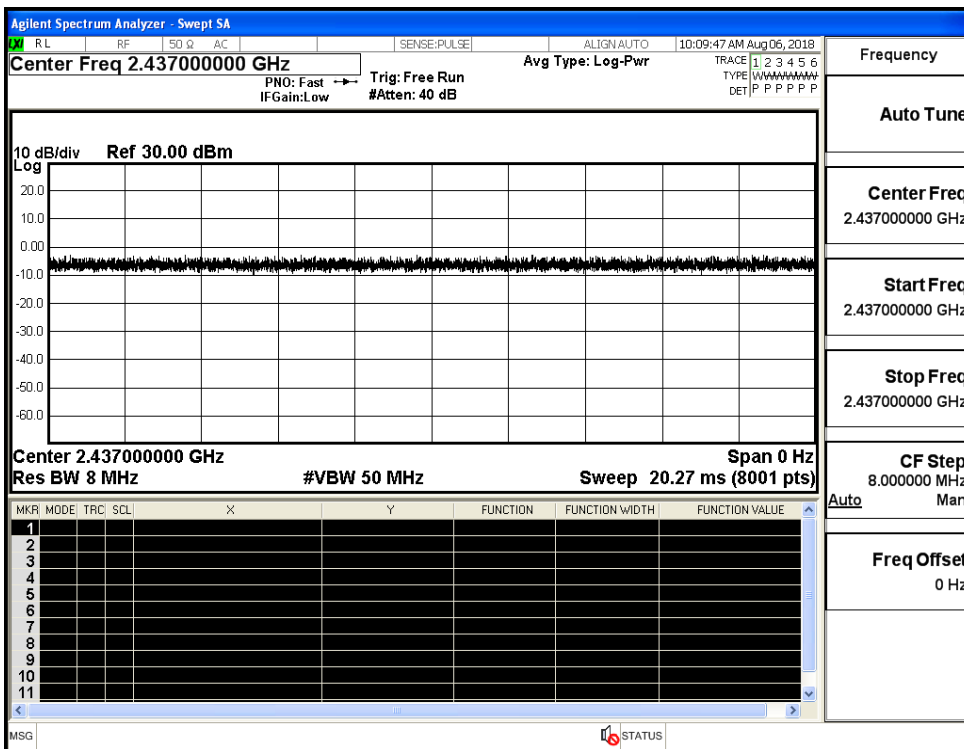 Agilent Spectrum Analyzer - Swept SA
LXI RL RF 50 Ω AC SENSE:PULSE ALIGN AUTO 10:09:47 AM Aug 06, 2018
Center Freq 2.437000000 GHz
PNO: Fast
IFGain:Low
Trig: Free Run
#Atten: 40 dB
Avg Type: Log-Pwr
TRACE 1 2 3 4 5 6
TYPE
DET P P P P P P
10 dB/div Ref 30.00 dBm
Log
20.0
10.0
0.00
-10.0
-20.0
-30.0
-40.0
-50.0
-60.0
Center 2.437000000 GHz Span 0 Hz
Res BW 8 MHz #VBW 50 MHz Sweep 20.27 ms (8001 pts)
MKR MODE TRC SCL X Y FUNCTION FUNCTION WIDTH FUNCTION VALUE
1
2
3
4
5
6
7
8
9
10
11
MSG STATUS
Frequency
Auto Tune
Center Freq
2.437000000 GHz
Start Freq
2.437000000 GHz
Stop Freq
2.437000000 GHz
CF Step
8.000000 MHz
Auto Man
Freq Offset
0 Hz